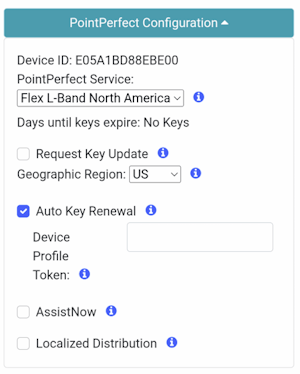 PointPerfect Configuration
Device ID: E05A1BD88EBE00
PointPerfect Service:
Flex L-Band North America
Days until keys expire: No Keys
Request Key Update
Geographic Region: US
Auto Key Renewal
Device
Profile
Token:
AssistNow
Localized Distribution